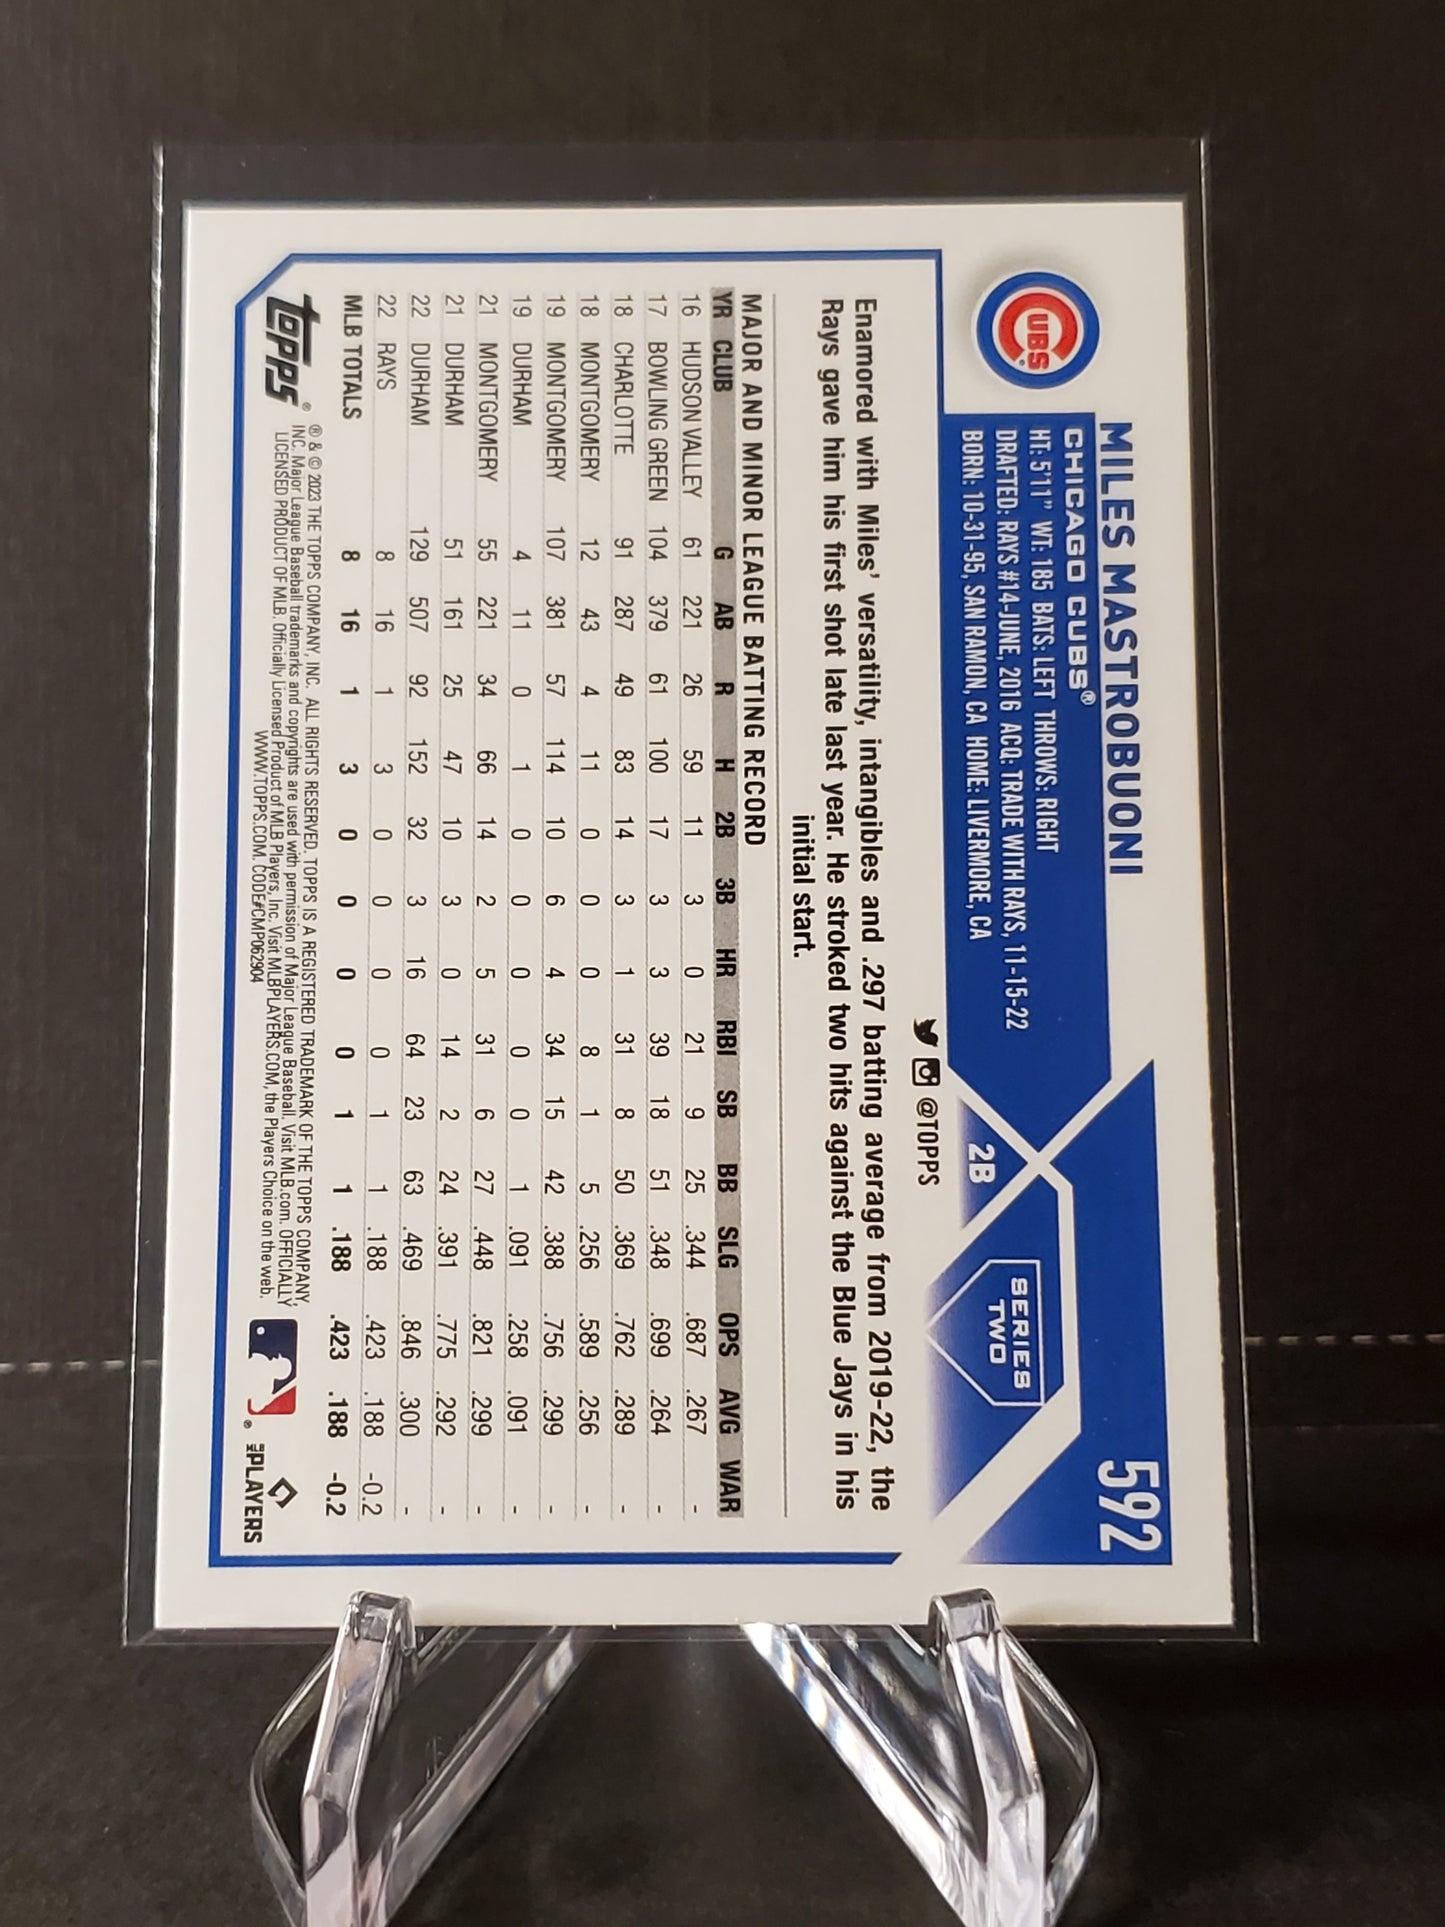 CUBS
MILES MASTROBUONI
592
CHICAGO CUBS®
HT: 5'11" WT: 185 BATS: LEFT THROWS: RIGHT
DRAFTED: RAYS #14-JUNE, 2016 ACQ: TRADE WITH RAYS, 11-15-22
BORN: 10-31-95, SAN RAMON, CA HOME: LIVERMORE, CA
2B
SERIES
TWO
@TOPPS
Enamored with Miles' versatility, intangibles and .297 batting average from 2019-22, the
Rays gave him his first shot late last year. He stroked two hits against the Blue Jays in his
initial start.
MAJOR AND MINOR LEAGUE BATTING RECORD
YR CLUB G AB R H 2B 3B HR RBI SB BB SLG OPS AVG WAR
16 HUDSON VALLEY 61 221 26 59 11 3 0 21 9 25 .344 .687 .267 -
17 BOWLING GREEN 104 379 61 100 17 3 3 39 18 51 .348 .699 .264 -
18 CHARLOTTE 91 287 49 83 14 3 1 31 8 50 .369 .762 .289 -
18 MONTGOMERY 12 43 4 11 0 0 0 8 1 5 .256 .589 .256 -
19 MONTGOMERY 107 381 57 114 10 6 4 34 15 42 .388 .756 .299 -
19 DURHAM 4 11 0 1 0 0 0 0 0 1 .091 .258 .091 -
21 MONTGOMERY 55 221 34 66 14 2 5 31 6 27 .448 .821 .299 -
21 DURHAM 51 161 25 47 10 3 0 14 2 24 .391 .775 .292 -
22 DURHAM 129 507 92 152 32 3 16 64 23 63 .469 .846 .300 -
22 RAYS 8 16 1 3 0 0 0 0 1 1 .188 .423 .188 -0.2
MLB TOTALS 8 16 1 3 0 0 0 0 1 1 .188 .423 .188 -0.2
topps®
® & © 2023 THE TOPPS COMPANY, INC. ALL RIGHTS RESERVED. TOPPS IS A REGISTERED TRADEMARK OF THE TOPPS COMPANY,
INC. Major League Baseball trademarks and copyrights are used with permission of Major League Baseball. Visit MLB.com. OFFICIALLY
LICENSED PRODUCT OF MLB. Officially Licensed Product of MLB Players, Inc. Visit MLBPLAYERS.COM, the Players Choice on the web.
WWW.TOPPS.COM. CODE#CMP062904
®
MLB PLAYERS